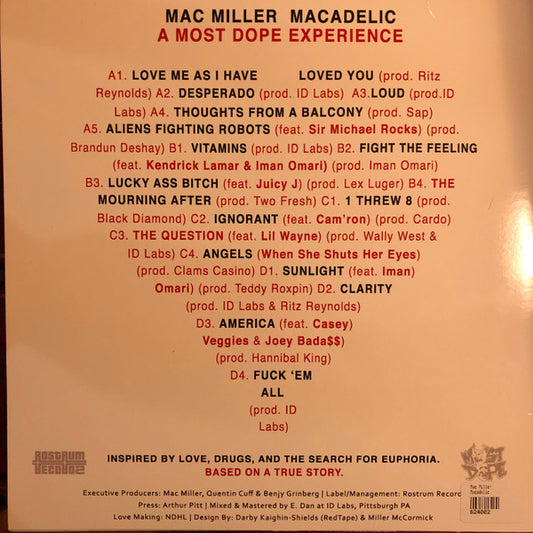 MAC MILLER MACADELIC
A MOST DOPE EXPERIENCE
A1. LOVE ME AS I HAVE LOVED YOU (prod. Ritz
Reynolds) A2. DESPERADO (prod. ID Labs) A3.LOUD (prod.ID
Labs) A4. THOUGHTS FROM A BALCONY (prod. Sap)
A5. ALIENS FIGHTING ROBOTS (feat. Sir Michael Rocks) (prod.
Brandun Deshay) B1. VITAMINS (prod. ID Labs) B2. FIGHT THE FEELING
(feat. Kendrick Lamar & Iman Omari) (prod. Iman Omari)
B3. LUCKY ASS BITCH (feat. Juicy J) (prod. Lex Luger) B4. THE
MOURNING AFTER (prod. Two Fresh) C1. 1 THREW 8 (prod.
Black Diamond) C2. IGNORANT (feat. Cam'ron) (prod. Cardo)
C3. THE QUESTION (feat. Lil Wayne) (prod. Wally West &
ID Labs) C4. ANGELS (When She Shuts Her Eyes)
(prod. Clams Casino) D1. SUNLIGHT (feat. Iman)
Omari) (prod. Teddy Roxpin) D2. CLARITY
(prod. ID Labs & Ritz Reynolds)
D3. AMERICA (feat. Casey)
Veggies & Joey Bada$$)
(prod. Hannibal King)
D4. FUCK 'EM
ALL
(prod. ID
Labs)
ROSTRUM
RECORDS
MOST
DOPE
INSPIRED BY LOVE, DRUGS, AND THE SEARCH FOR EUPHORIA.
BASED ON A TRUE STORY.
Mac Miller
Macadelic
824002
Executive Producers: Mac Miller, Quentin Cuff & Benjy Grinberg | Label/Management: Rostrum Record
Press: Arthur Pitt | Mixed & Mastered by E. Dan at ID Labs, Pittsburgh PA
Love Making: NDHL | Design By: Darby Kaighin-Shields (RedTape) & Miller McCormick